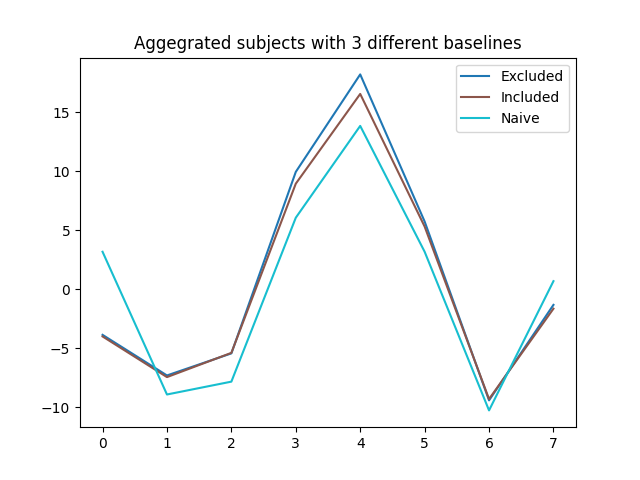 Aggegrated subjects with 3 different baselines
Excluded
Included
Naive
15
10
5
0
−5
−10
0 1 2 3 4 5 6 7